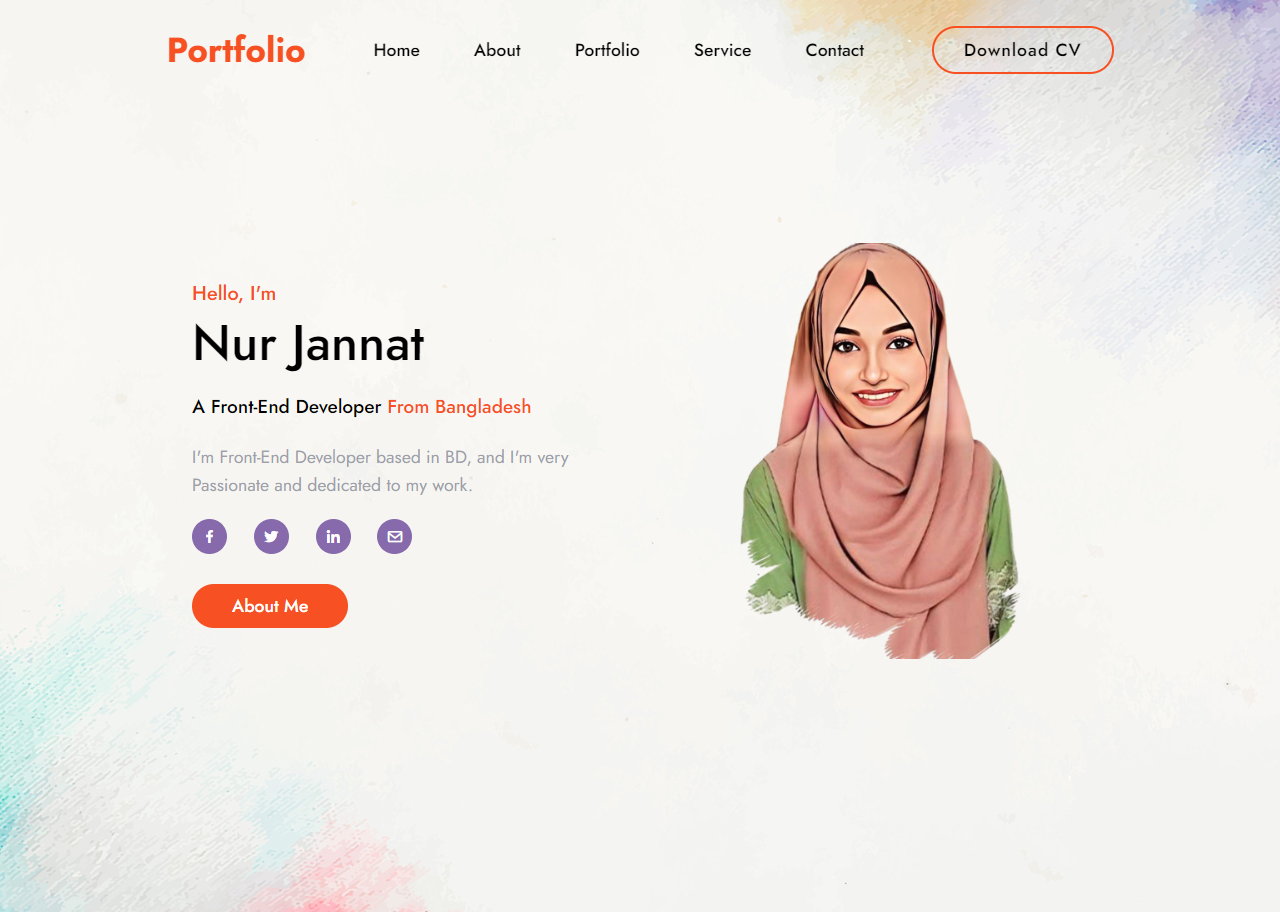 Portfolio Home About Portfolio Service Contact Download CV
Hello, I'm
Nur Jannat
A Front-End Developer From Bangladesh
I'm Front-End Developer based in BD, and I'm very
Passionate and dedicated to my work.
About Me